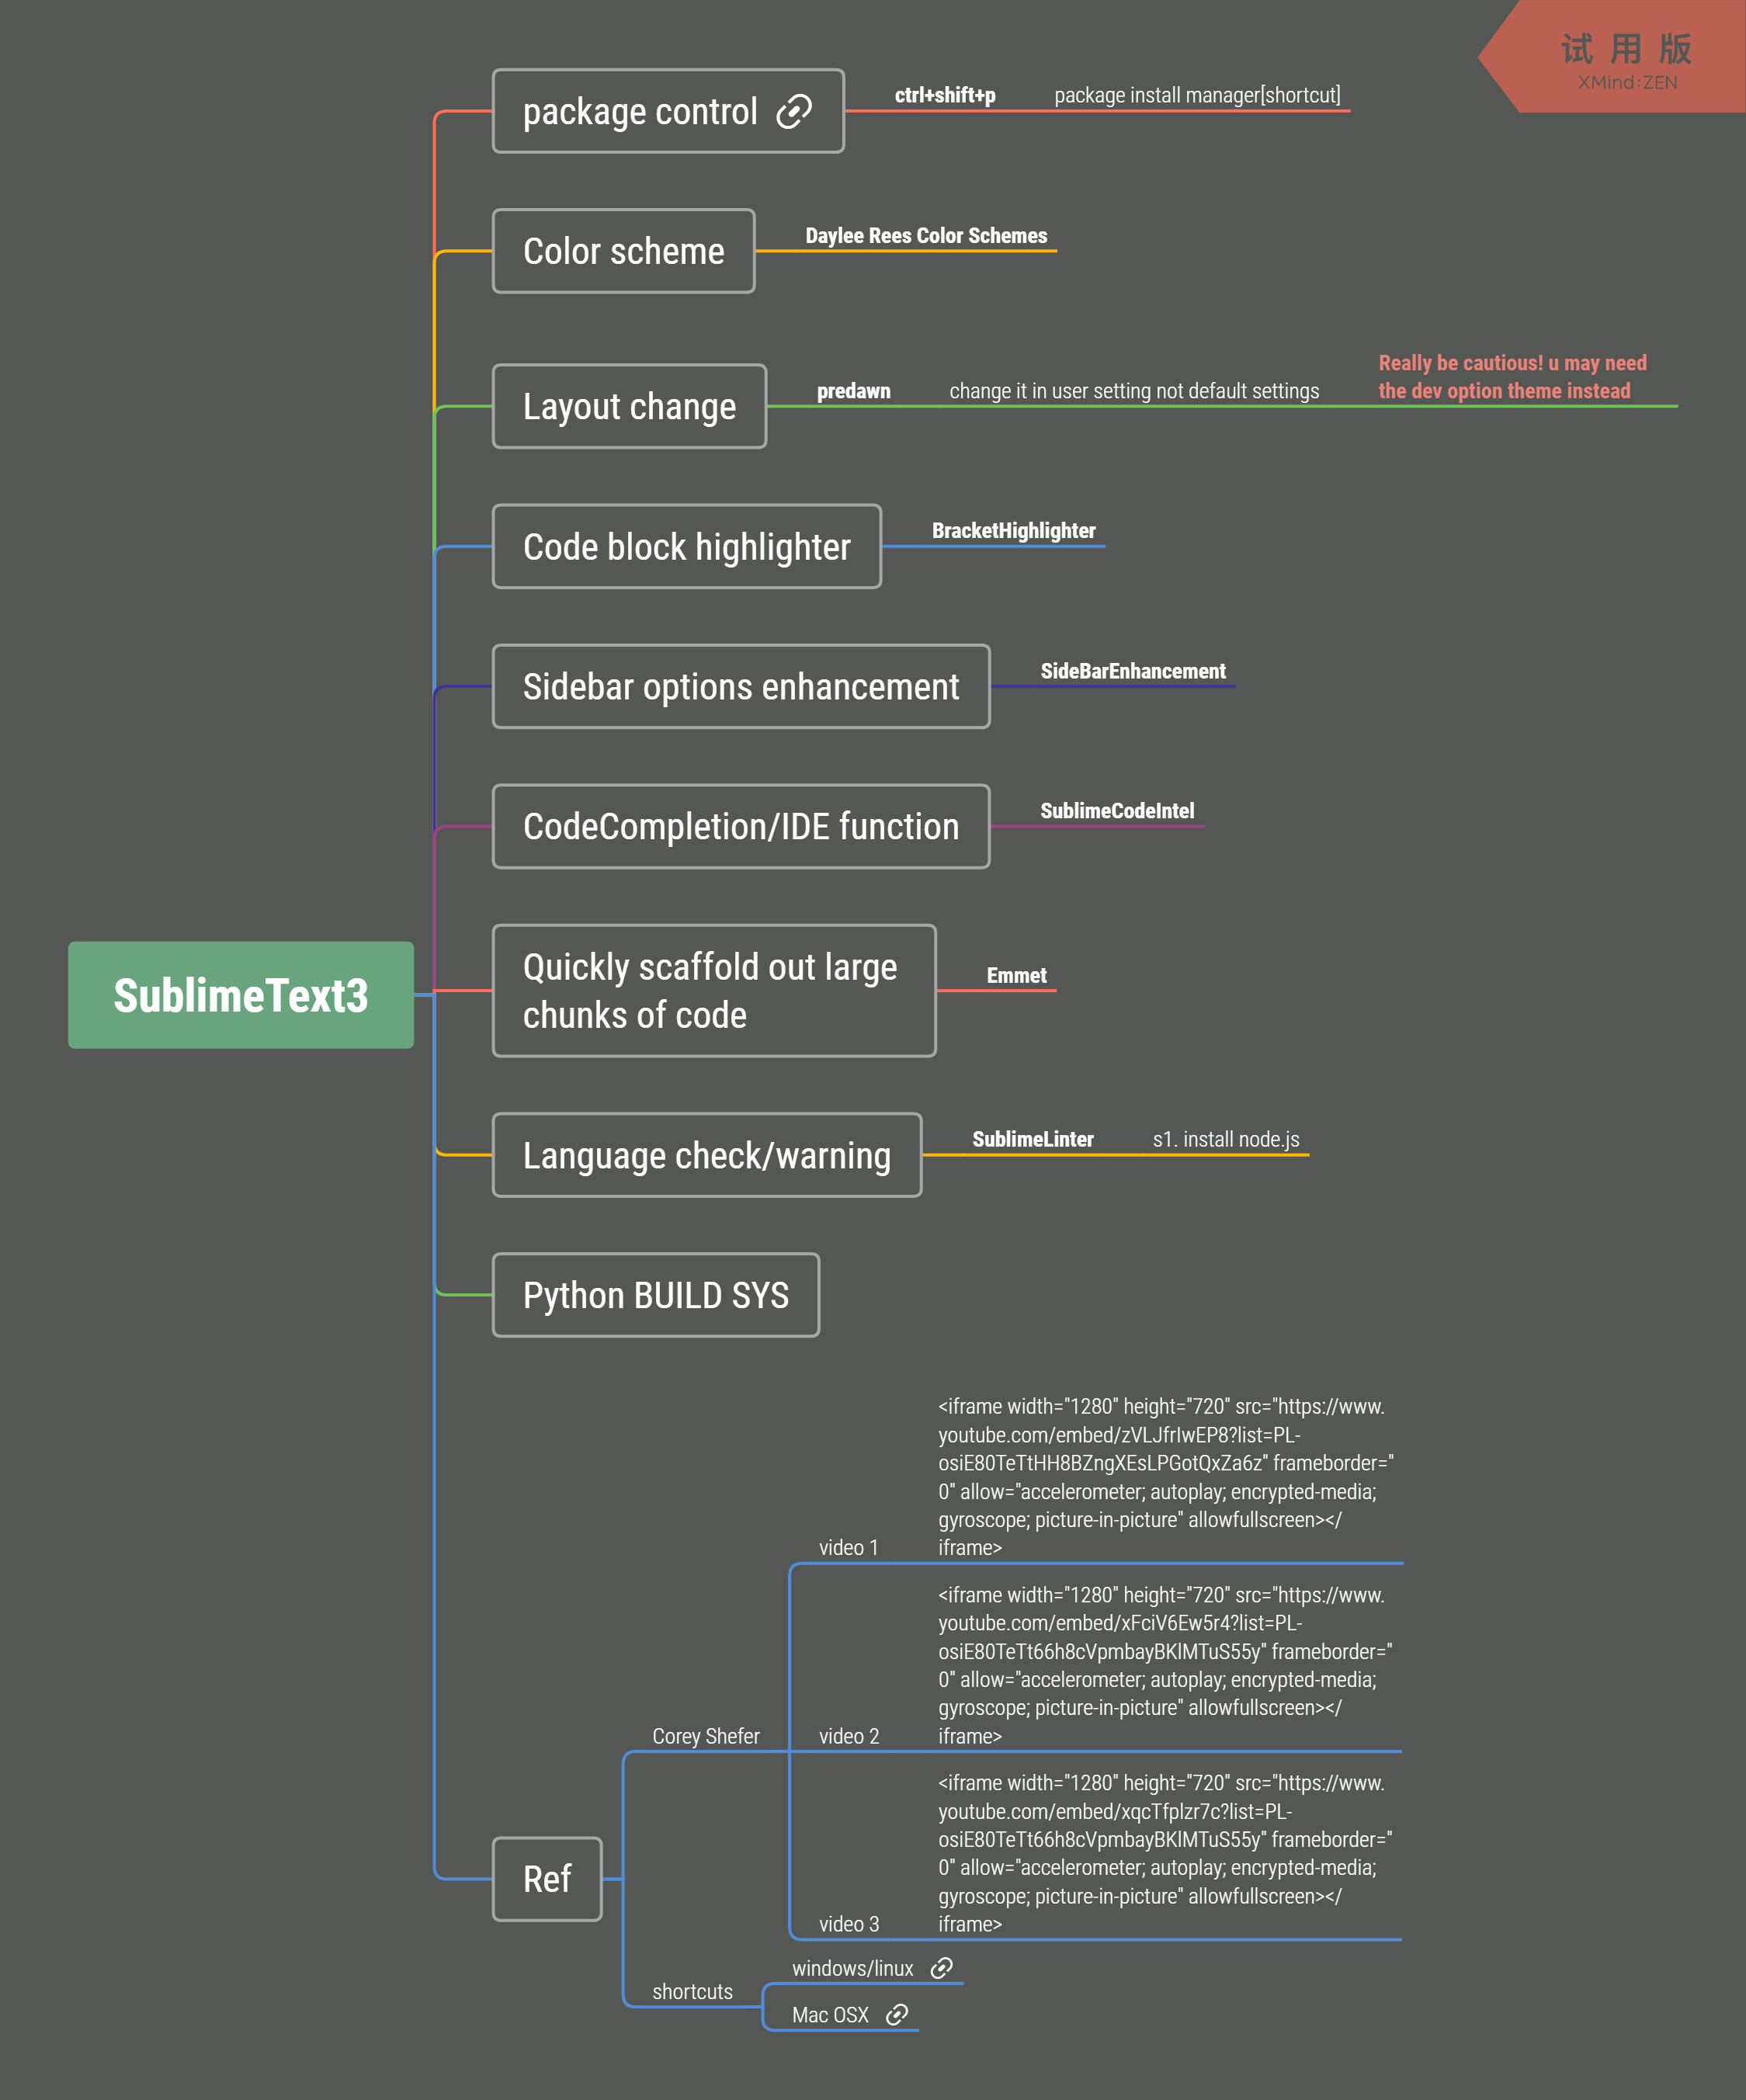 试用版
XMind:ZEN
package control
ctrl+shift+p
package install manager[shortcut]
Color scheme
Daylee Rees Color Schemes
Layout change
predawn
change it in user setting not default settings
Really be cautious! u may need
the dev option theme instead
Code block highlighter
BracketHighlighter
Sidebar options enhancement
SideBarEnhancement
CodeCompletion/IDE function
SublimeCodeIntel
SublimeText3
Quickly scaffold out large
chunks of code
Emmet
Language check/warning
SublimeLinter
s1. install node.js
Python BUILD SYS
Ref
Corey Shefer
video 1
<iframe width="1280" height="720" src="https://www.
youtube.com/embed/zVLJfrIwEP8?list=PL-
osiE80TeTtHH8BZngXEsLPGotQxZa6z" frameborder="
0" allow="accelerometer; autoplay; encrypted-media;
gyroscope; picture-in-picture" allowfullscreen></
iframe>
video 2
<iframe width="1280" height="720" src="https://www.
youtube.com/embed/xFciV6Ew5r4?list=PL-
osiE80TeTt66h8cVpmbayBKlMTuS55y" frameborder="
0" allow="accelerometer; autoplay; encrypted-media;
gyroscope; picture-in-picture" allowfullscreen></
iframe>
video 3
<iframe width="1280" height="720" src="https://www.
youtube.com/embed/xqcTfplzr7c?list=PL-
osiE80TeTt66h8cVpmbayBKlMTuS55y" frameborder="
0" allow="accelerometer; autoplay; encrypted-media;
gyroscope; picture-in-picture" allowfullscreen></
iframe>
shortcuts
windows/linux
Mac OSX